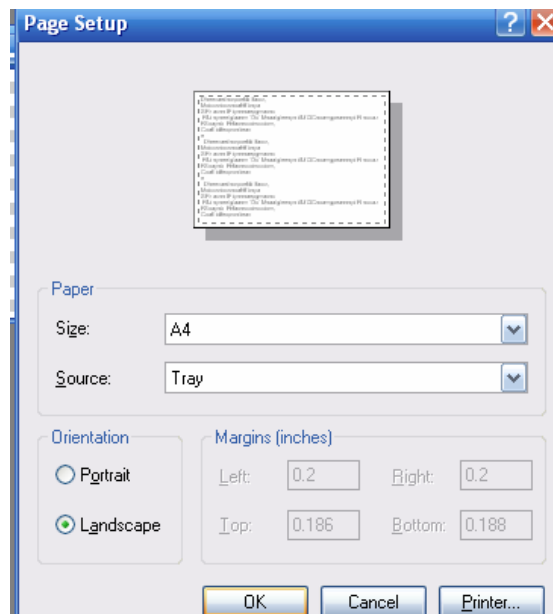 Page Setup
Paper
Size: A4
Source: Tray
Orientation
Portrait
Landscape
Margins (inches)
Left: 0.2 Right: 0.2
Top: 0.186 Bottom: 0.188
OK Cancel Printer...